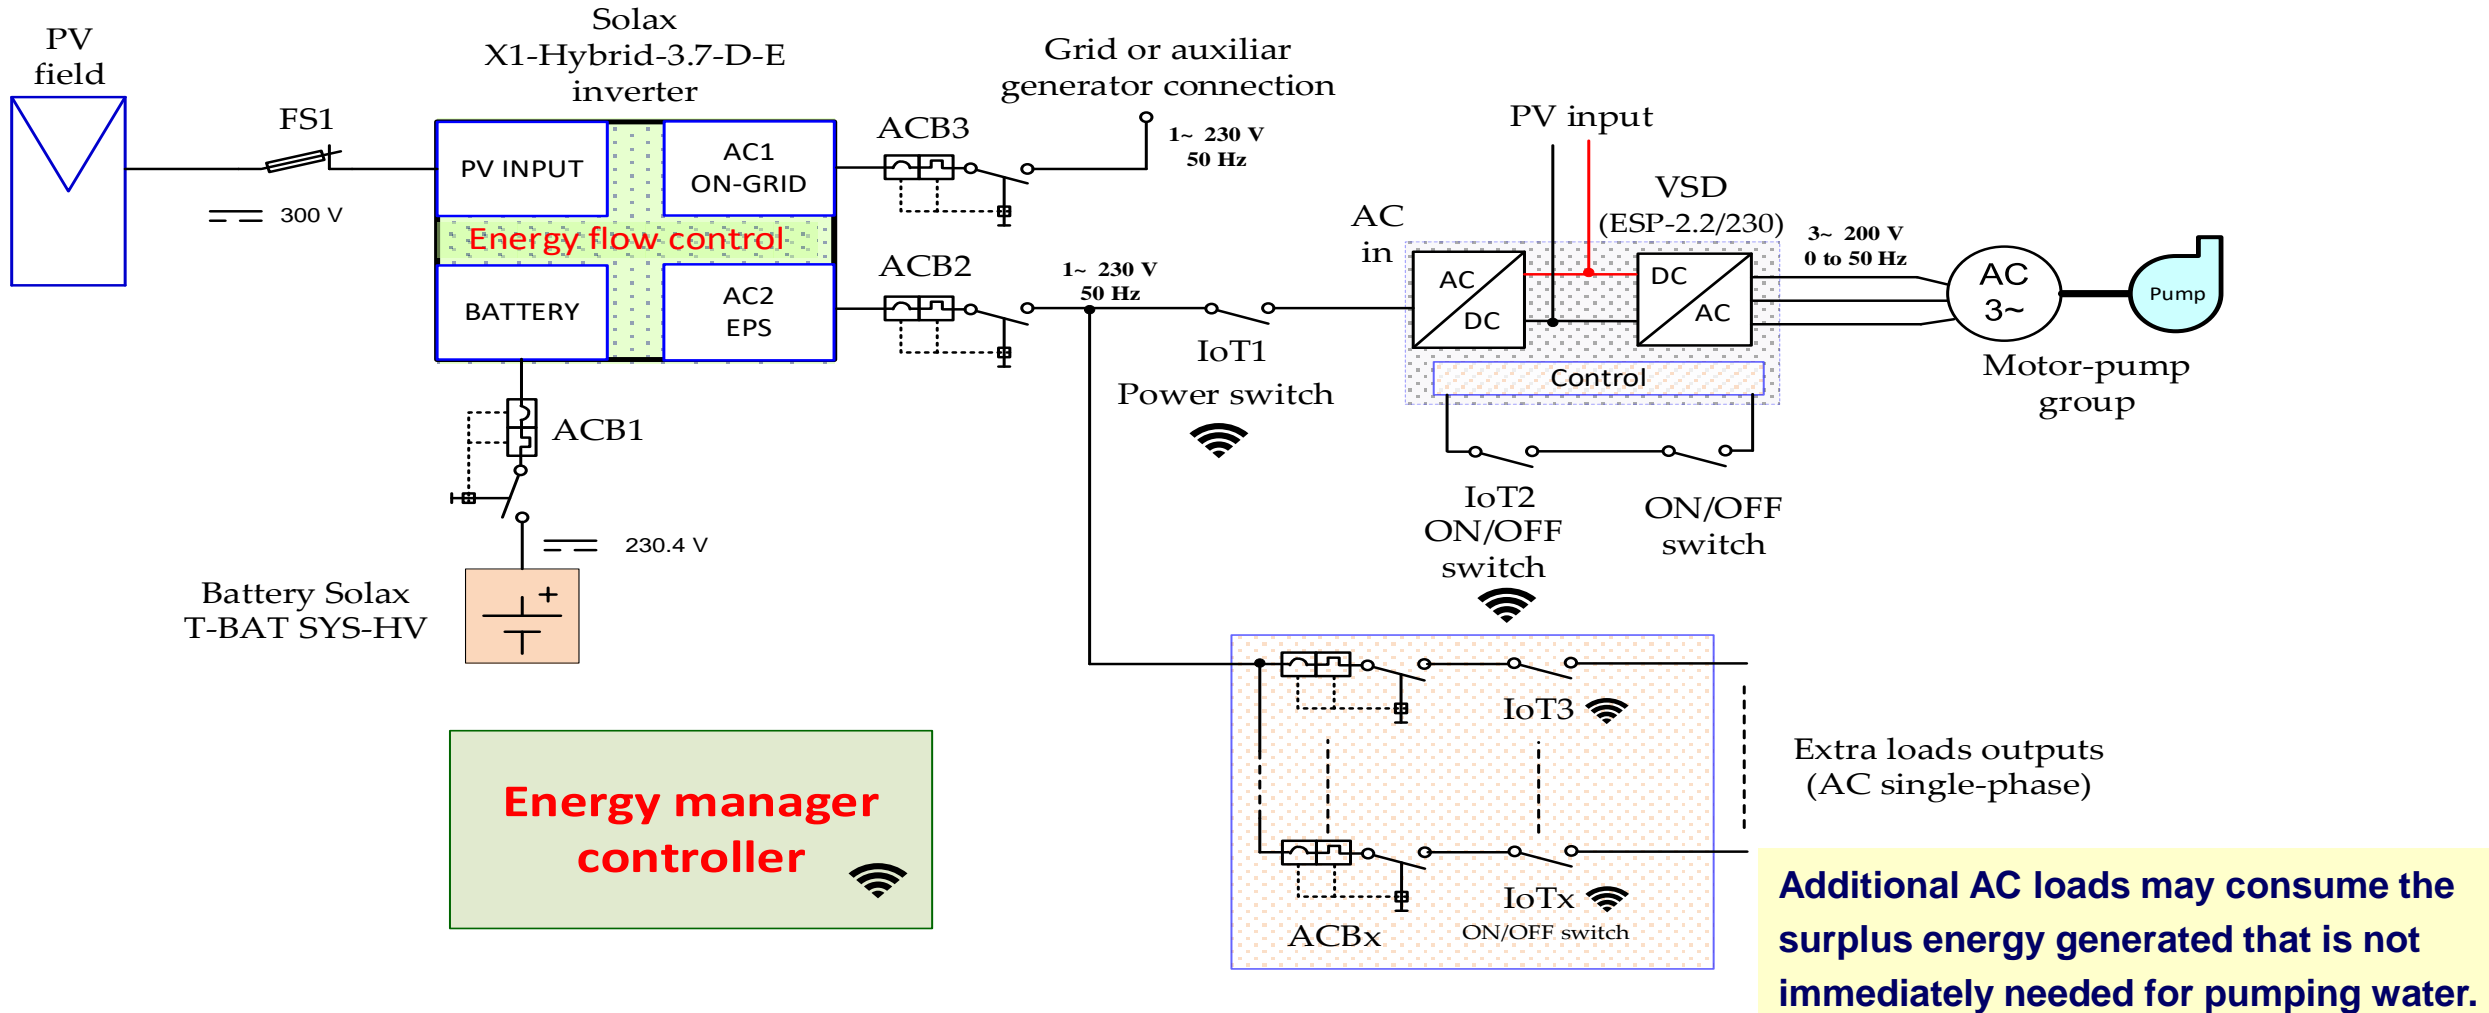 PV
field
FS1
300 V
Solax
X1-Hybrid-3.7-D-E
inverter
PV INPUT
AC1
ON-GRID
Energy flow control
BATTERY
AC2
EPS
ACB3
Grid or auxiliar
generator connection
1~ 230 V
50 Hz
ACB2
1~ 230 V
50 Hz
IoT1
Power switch
ACB1
230.4 V
Battery Solax
T-BAT SYS-HV
PV input
AC
in
VSD
(ESP-2.2/230)
AC
DC
DC
AC
Control
3~ 200 V
0 to 50 Hz
AC
3~
Pump
Motor-pump
group
IoT2
ON/OFF
switch
ON/OFF
switch
IoT3
Extra loads outputs
(AC single-phase)
IoTx
ON/OFF switch
ACBx
Energy manager
controller
Additional AC loads may consume the
surplus energy generated that is not
immediately needed for pumping water.